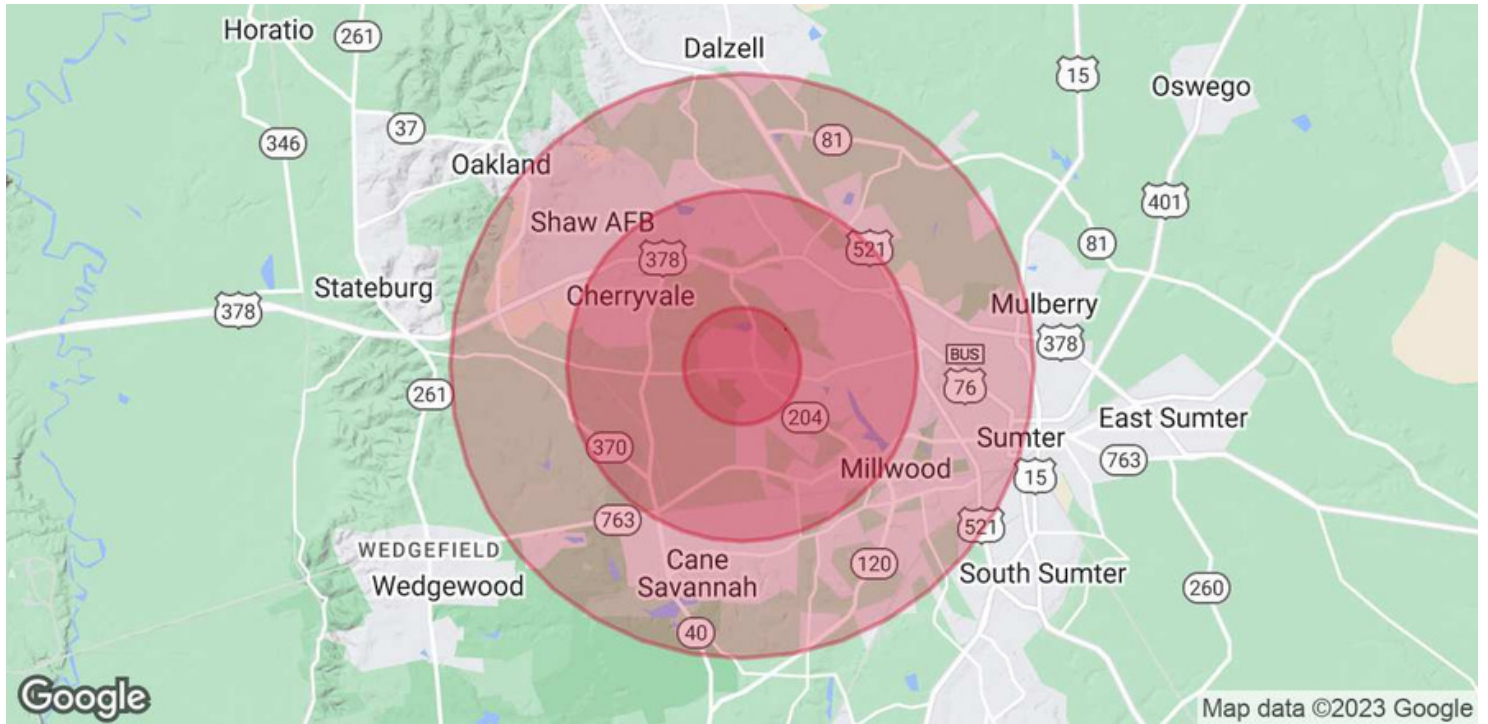 Horatio
261
Dalzell
15
Oswego
346
37
81
Oakland
401
Shaw AFB
378
521
81
Stateburg
378
Cherryvale
Mulberry
378
BUS
76
261
204
East Sumter
370
Sumter
763
Millwood
15
763
521
WEDGEFIELD
Wedgewood
Cane
Savannah
120
South Sumter
260
40
Google
Map data ©2023 Google